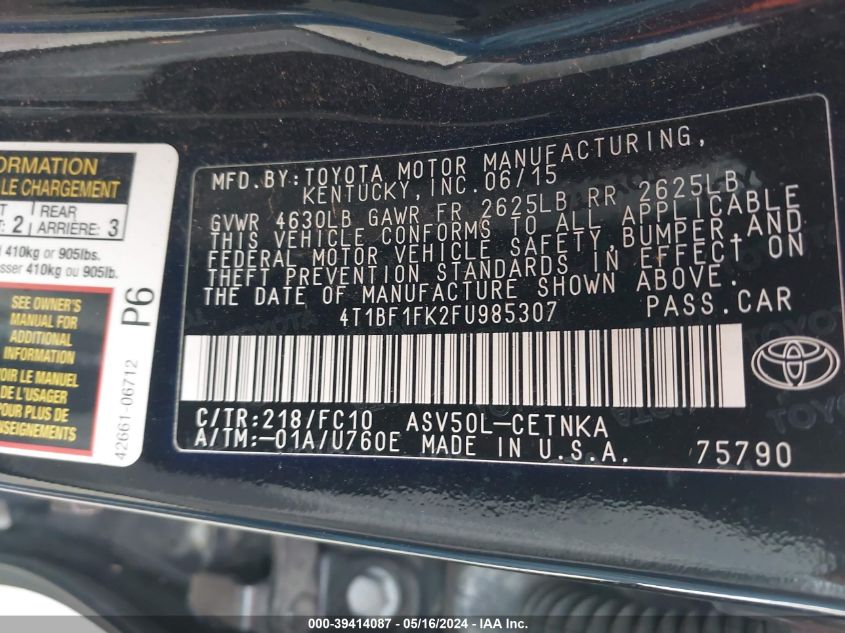 ORMATION
LE CHARGEMENT
: 2
REAR
ARRIÈRE: 3
410kg or 905lbs.
sser 410kg ou 905lb.
SEE OWNER'S
MANUAL FOR
ADDITIONAL
INFORMATION
OIR LE MANUEL
DE L'USAGER
POUR PLUS DE
RENSEIGNEMENTS
P6
42661-06712
MFD.BY:TOYOTA MOTOR MANUFACTURING,
KENTUCKY, INC. 06/15
GVWR 4630LB GAWR FR 2625LB RR 2625LB
THIS VEHICLE CONFORMS TO ALL APPLICABLE
FEDERAL MOTOR VEHICLE SAFETY, BUMPER, AND
THEFT PREVENTION STANDARDS IN EFFECT ON
THE DATE OF MANUFACTURE SHOWN ABOVE.
4T1BF1FK2FU985307 PASS.CAR
C/TR:218/FC10 ASV50L-CETNKA
A/TM:-01A/U760E MADE IN U.S.A. 75790
000-39414087 - 05/16/2024 - IAA Inc.